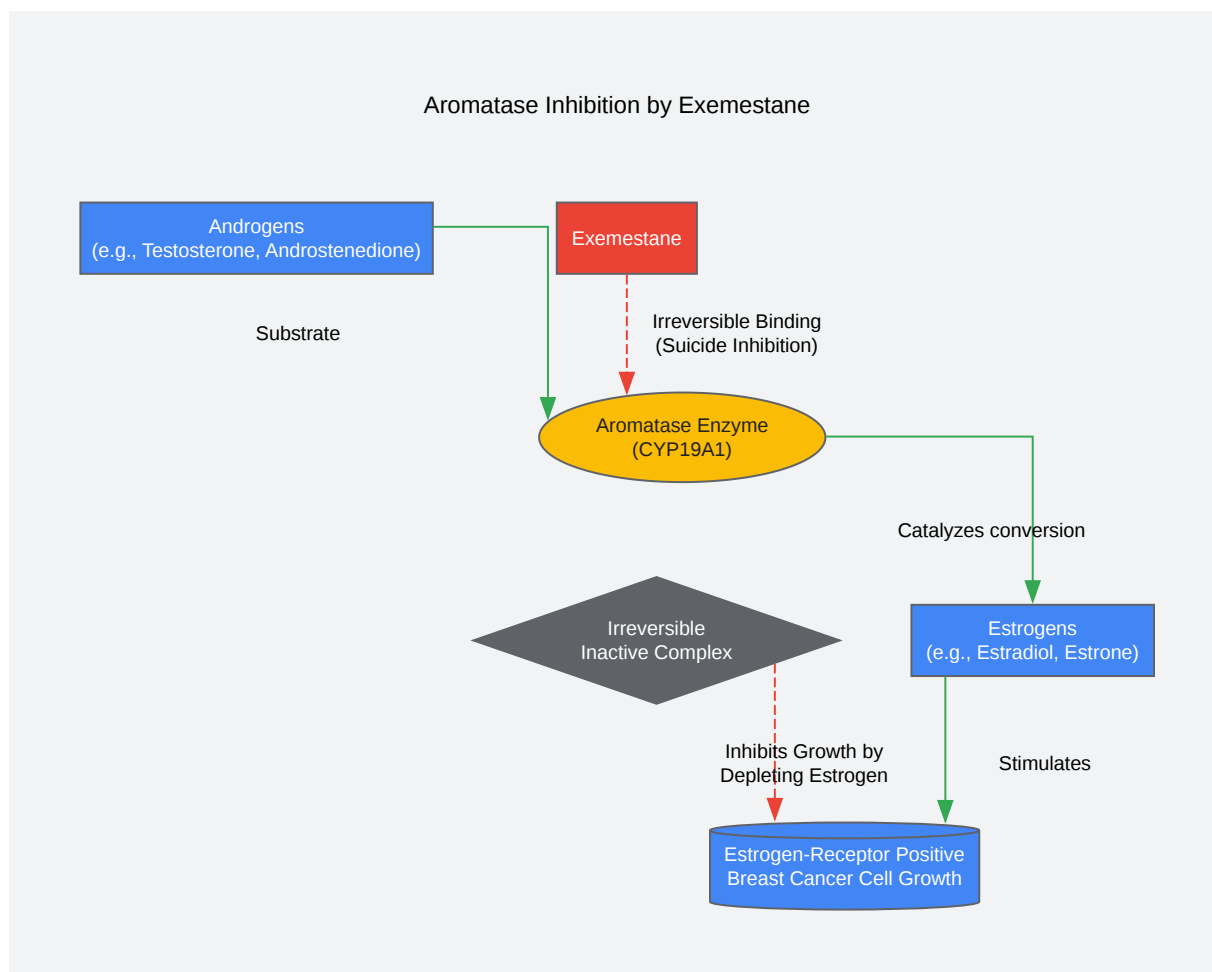 Aromatase Inhibition by Exemestane
Androgens
(e.g., Testosterone, Androstenedione)
Exemestane
Substrate
Irreversible Binding
(Suicide Inhibition)
Aromatase Enzyme
(CYP19A1)
Catalyzes conversion
Irreversible
Inactive Complex
Estrogens
(e.g., Estradiol, Estrone)
Inhibits Growth by
Depleting Estrogen
Stimulates
Estrogen-Receptor Positive
Breast Cancer Cell Growth